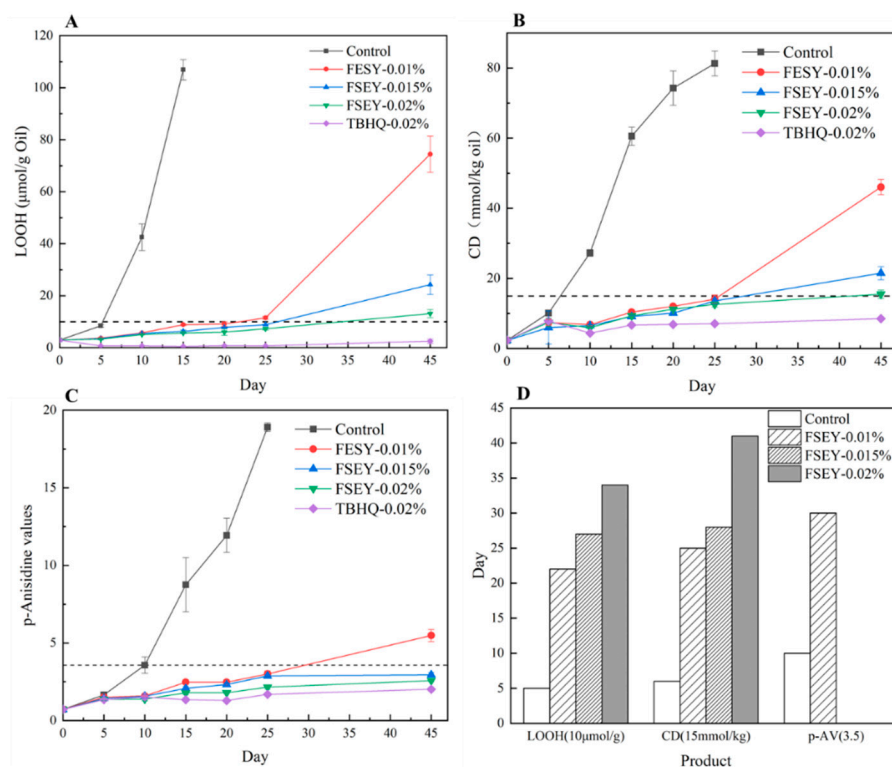 A
LOOH (μmol/g Oil)
120
100
80
60
40
20
10
0
Control
FESY-0.01%
FSEY-0.015%
FSEY-0.02%
TBHQ-0.02%
0 5 10 15 20 25 30 35 40 45
Day
B
CD（mmol/kg oil）
80
60
40
20
0
Control
FESY-0.01%
FSEY-0.015%
FSEY-0.02%
TBHQ-0.02%
0 5 10 15 20 25 30 35 40 45
Day
C
p-Anisidine values
20
15
10
5
0
Control
FESY-0.01%
FSEY-0.015%
FSEY-0.02%
TBHQ-0.02%
0 5 10 15 20 25 30 35 40 45
Day
D
Day
45
40
35
30
25
20
15
10
5
0
Control
FSEY-0.01%
FSEY-0.015%
FSEY-0.02%
LOOH(10μmol/g) CD(15mmol/kg) p-AV(3.5)
Product